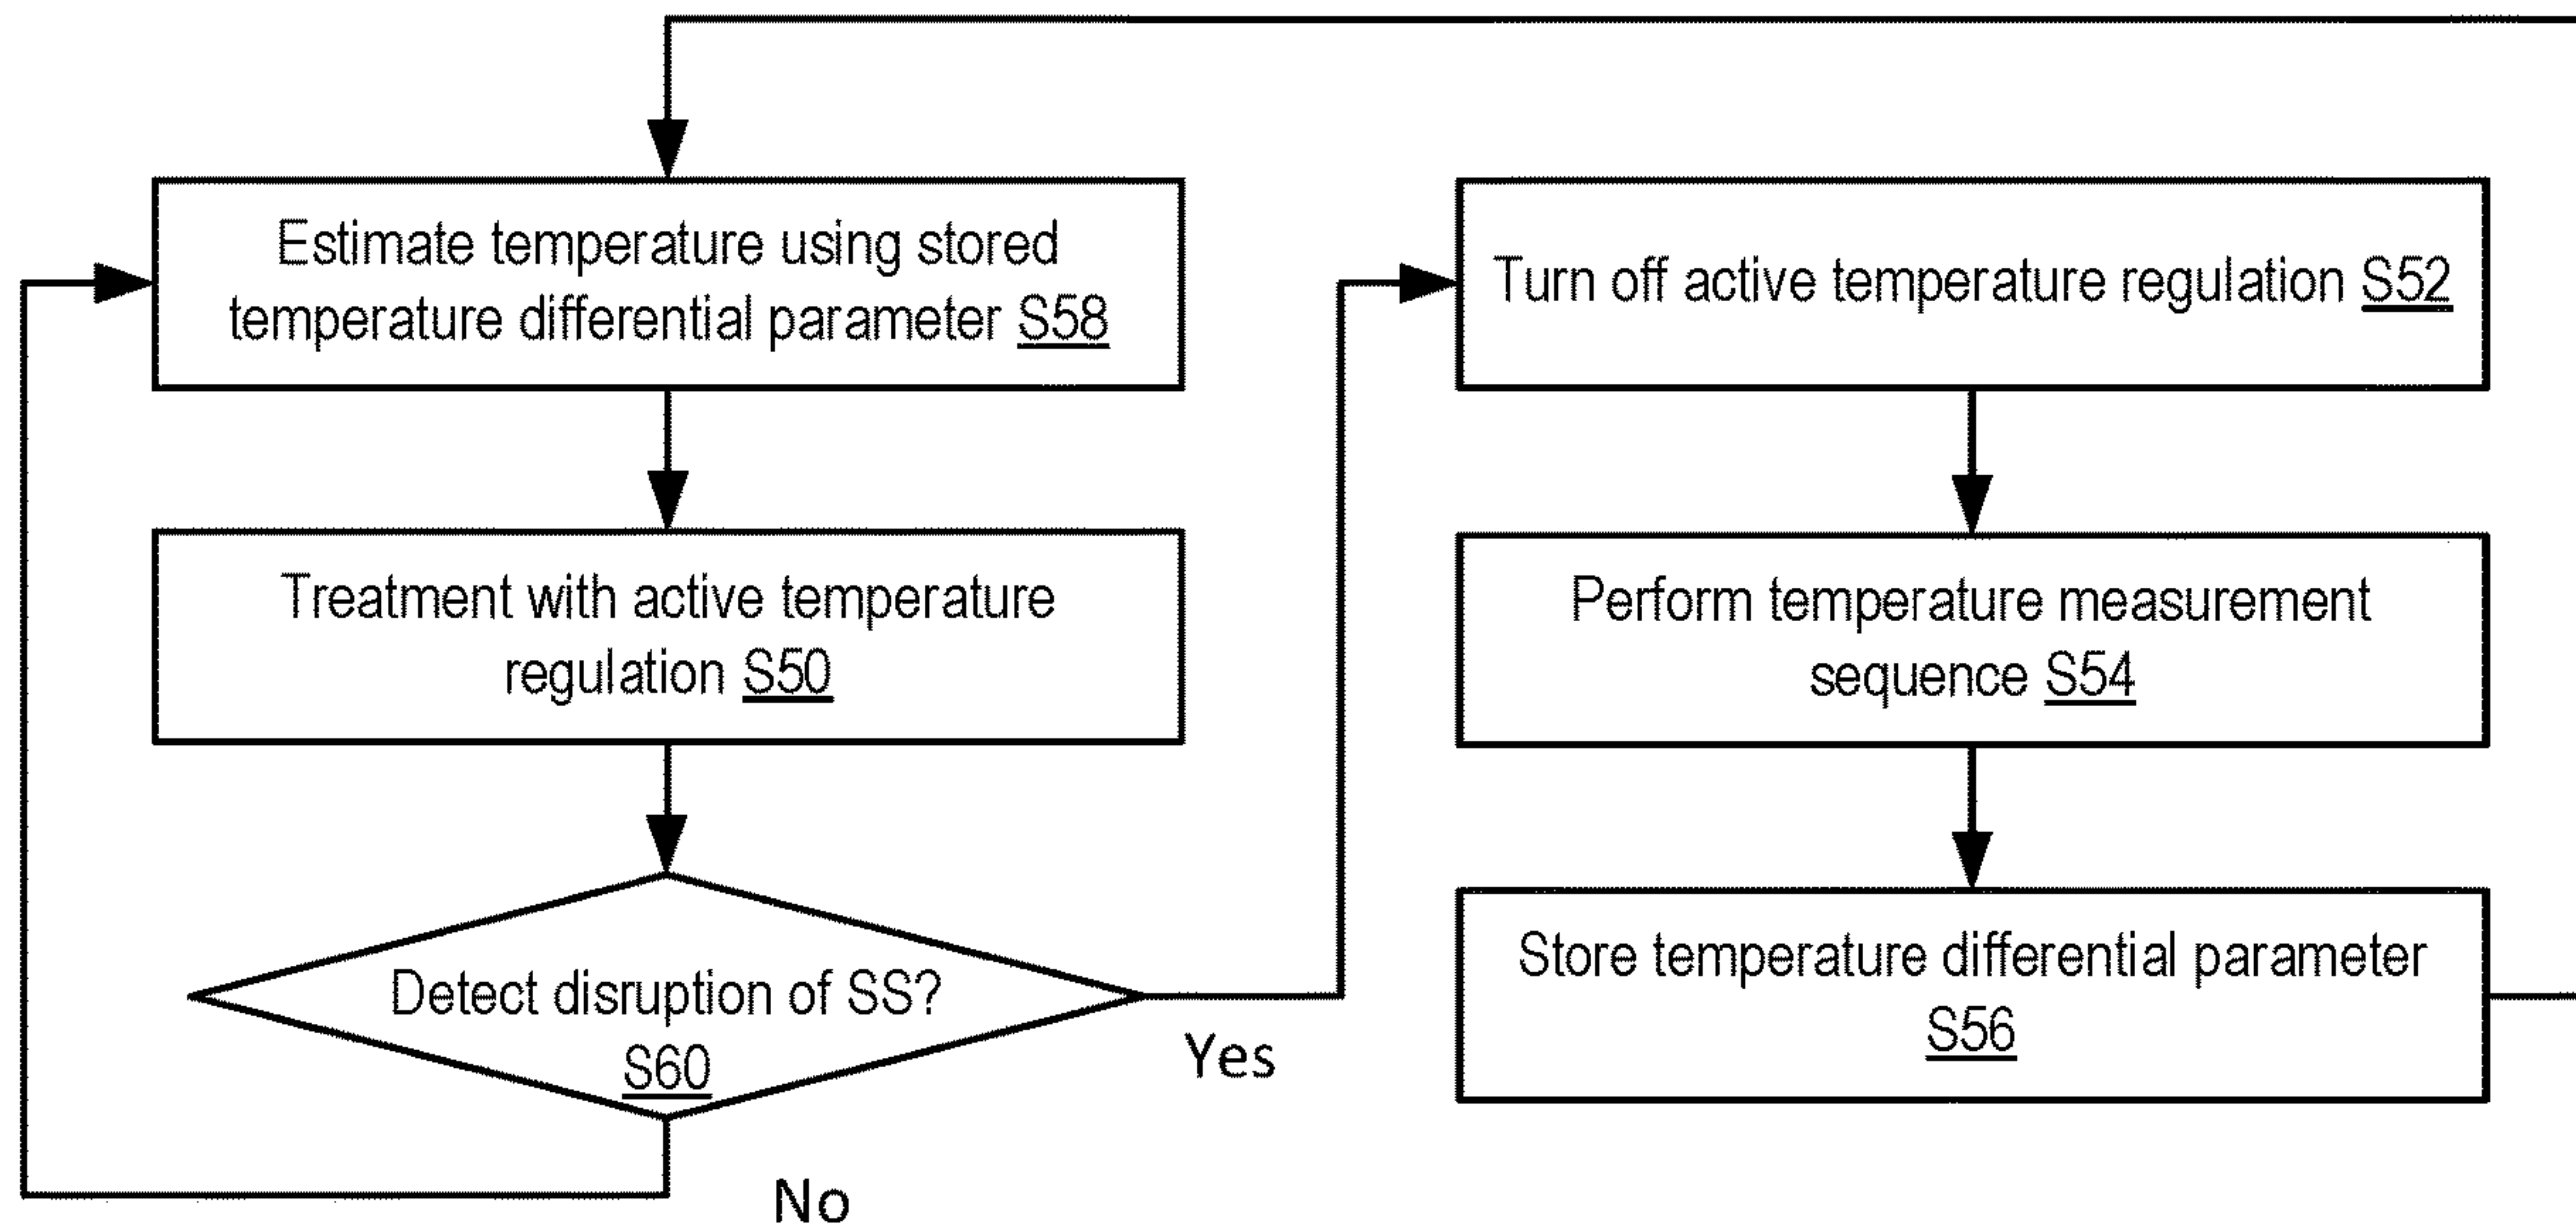 Estimate temperature using stored
temperature differential parameter S58
Treatment with active temperature
regulation S50
Detect disruption of SS?
S60
Yes
No
Turn off active temperature regulation S52
Perform temperature measurement
sequence S54
Store temperature differential parameter
S56